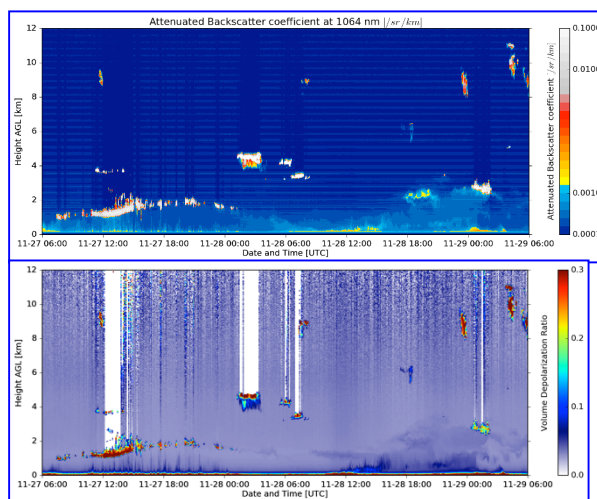 Attenuated Backscatter coefficient at 1064 nm [/sr/km]
12
10
8
6
4
2
0
Height AGL [km]
11-27 06:00 11-27 12:00 11-27 18:00 11-28 00:00 11-28 06:00 11-28 12:00 11-28 18:00 11-29 00:00 11-29 06:00
Date and Time [UTC]
0.1000
0.0100
0.0010
Attenuated Backscatter coefficient [/sr/km]
12
10
8
6
4
2
0
Height AGL [km]
11-27 06:00 11-27 12:00 11-27 18:00 11-28 00:00 11-28 06:00 11-28 12:00 11-28 18:00 11-29 00:00 11-29 06:00
Date and Time [UTC]
0.3
0.2
0.1
0.0
Volume Depolarization Ratio